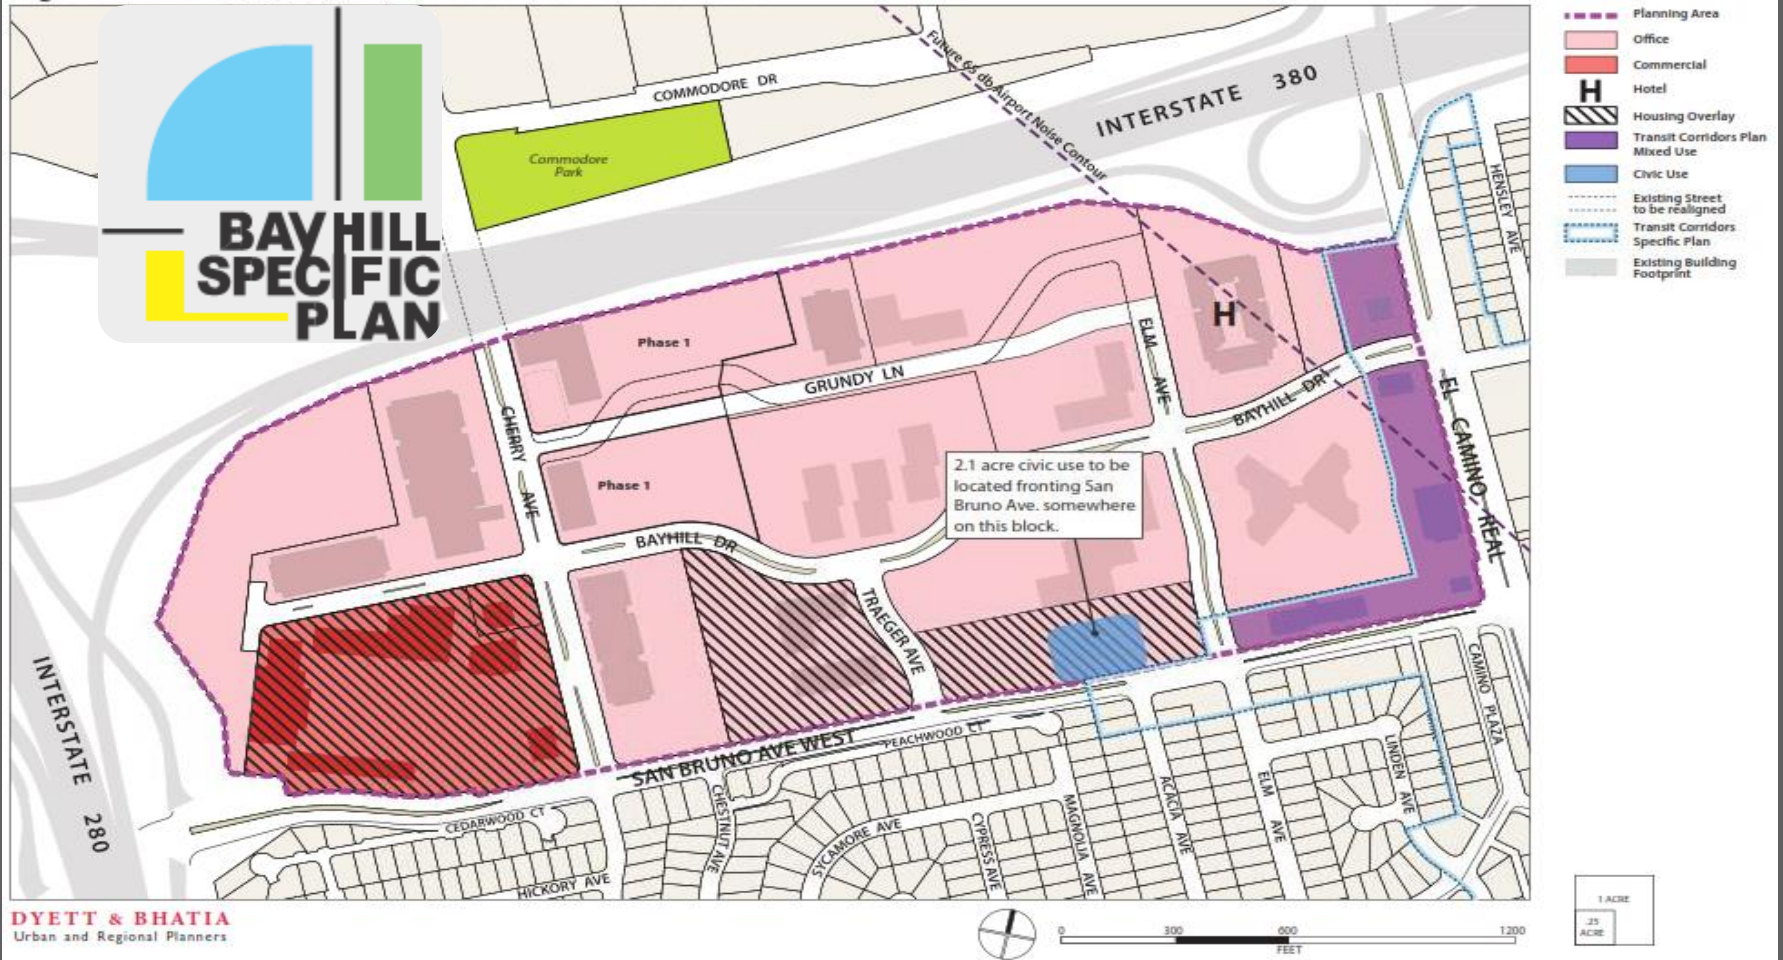 BAYHILL
SPECIFIC
PLAN
COMMODORE DR
Commodore
Park
Future 65 db Airport Noise Contour
INTERSTATE 380
HENSLEY AVE
Phase 1
GRUNDY LN
ELM AVE
H
BAYHILL DR
EL CAMINO REAL
CHERRY AVE
Phase 1
2.1 acre civic use to be
located fronting San
Bruno Ave. somewhere
on this block.
BAYHILL DR
TRAEGER AVE
INTERSTATE 280
SAN BRUNO AVE WEST
PEACHWOOD CT
CAMINO PLAZA
CEDARWOOD CT
CHESTNUT AVE
SYCAMORE AVE
CYPRESS AVE
MAGNOLIA AVE
ACACIA AVE
ELM AVE
LINDEN AVE
HICKORY AVE
Planning Area
Office
Commercial
H Hotel
Housing Overlay
Transit Corridors Plan
Mixed Use
Civic Use
Existing Street
to be realigned
Transit Corridors
Specific Plan
Existing Building
Footprint
DYETT & BHATIA
Urban and Regional Planners
0 300 600 1200
FEET
1 ACRE
.25
ACRE